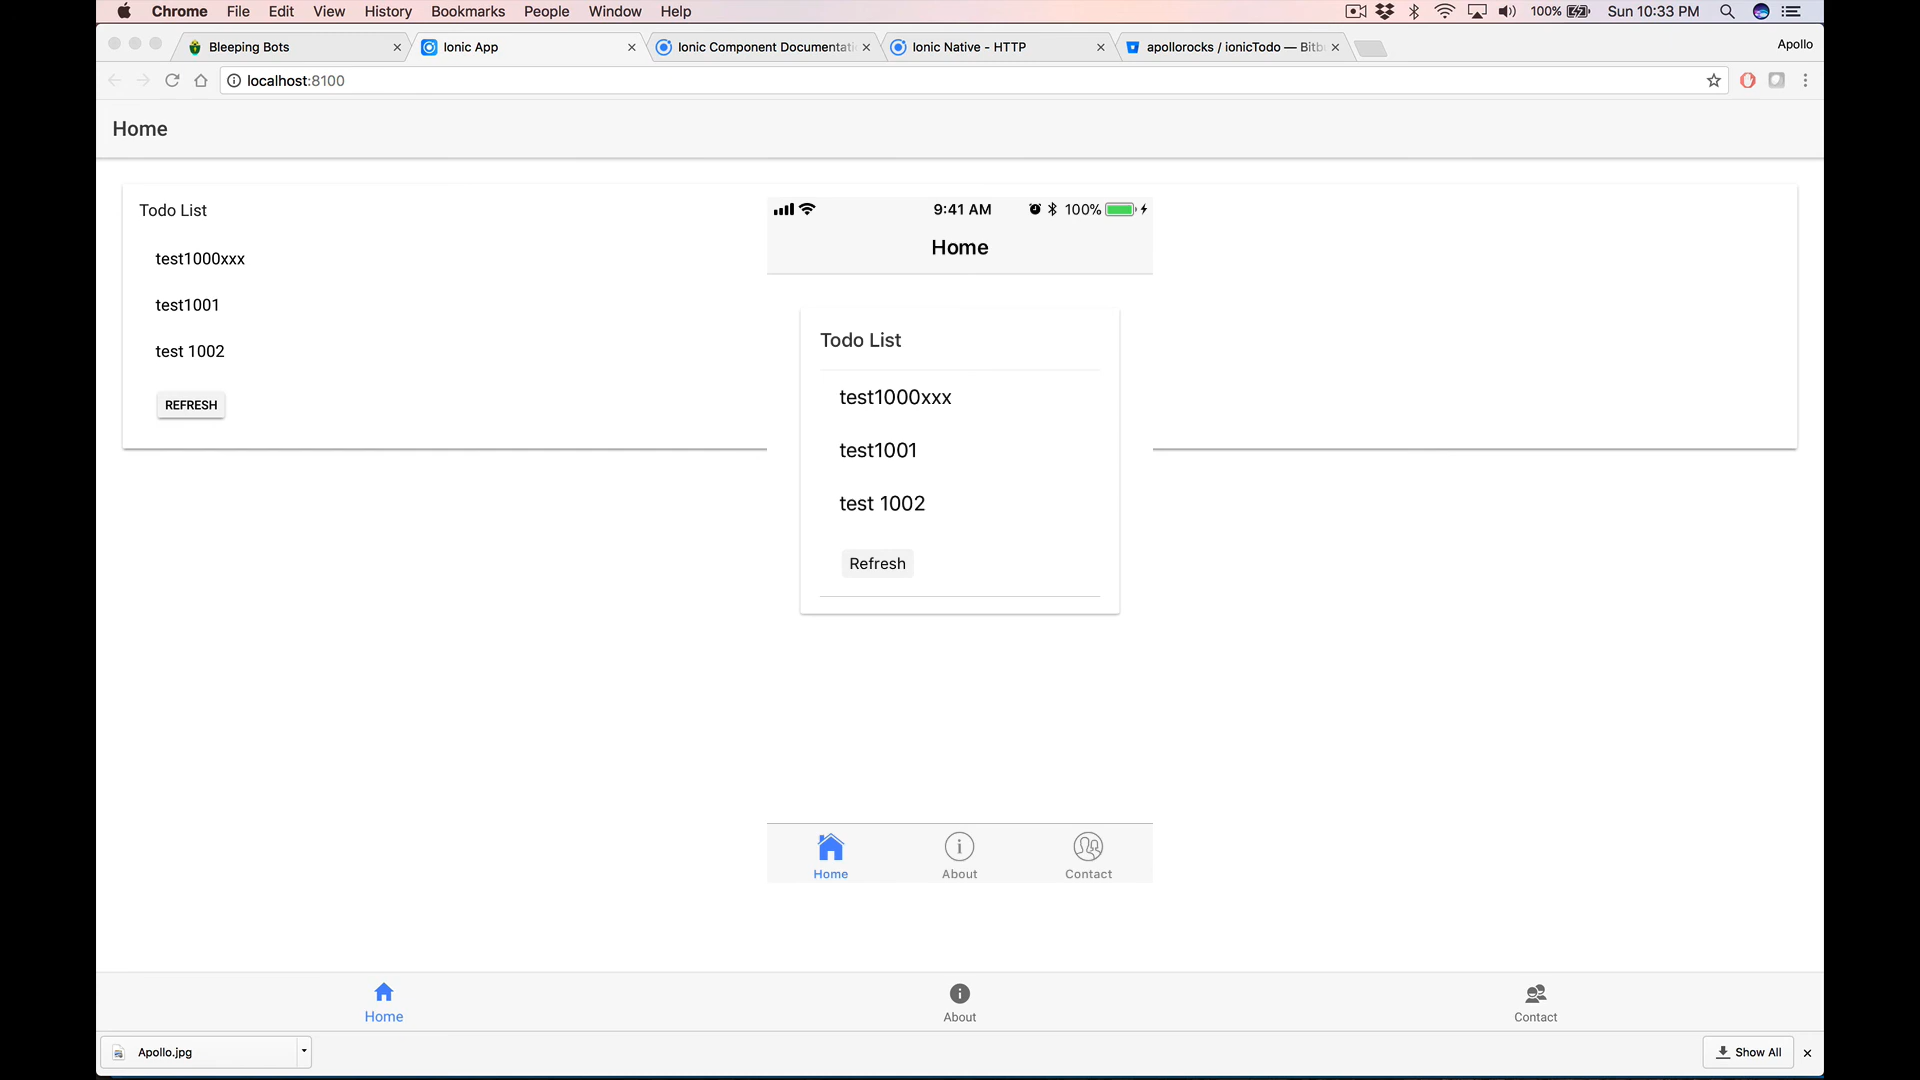 Chrome File Edit View History Bookmarks People Window Help 100% Sun 10:33 PM
Bleeping Bots Ionic App Ionic Component Documentati Ionic Native - HTTP apollorocks / ionicTodo — Bitb Apollo
localhost:8100
Home
Todo List
test1000xxx
test1001
test 1002
REFRESH
9:41 AM 100%
Home
Todo List
test1000xxx
test1001
test 1002
Refresh
Home About Contact
Home About Contact
Apollo.jpg Show All